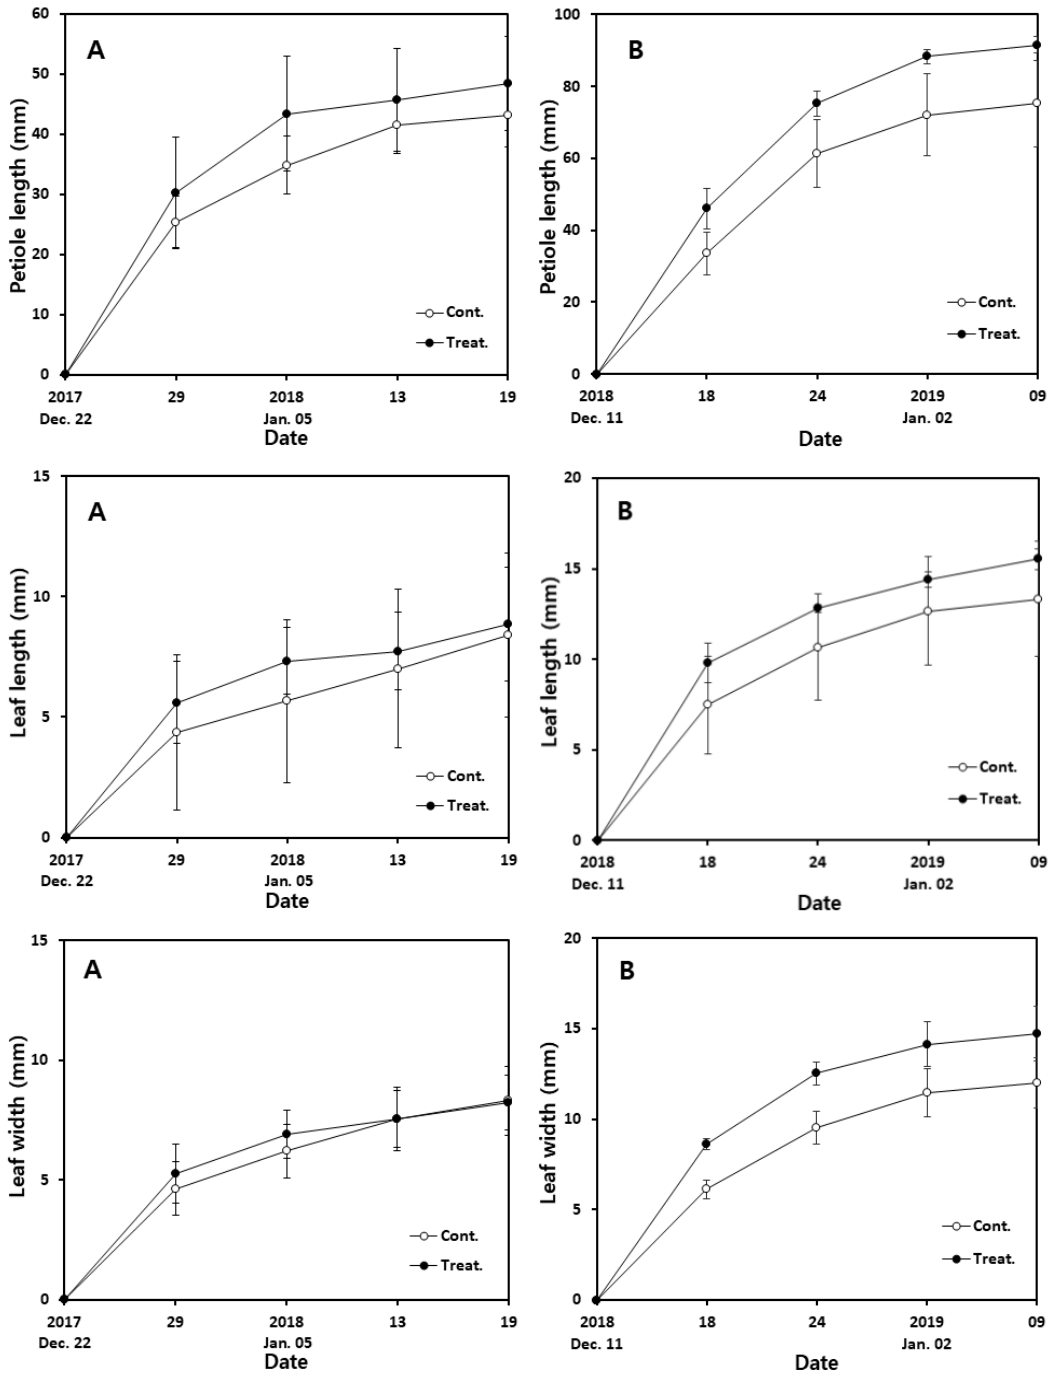 A
Petiole length (mm)
60
50
40
30
20
10
0
Cont.
Treat.
2017 29 2018 13 19
Dec. 22 Jan. 05
Date
B
Petiole length (mm)
100
80
60
40
20
0
Cont.
Treat.
2018 18 24 2019 09
Dec. 11 Jan. 02
Date
A
Leaf length (mm)
15
10
5
0
Cont.
Treat.
2017 29 2018 13 19
Dec. 22 Jan. 05
Date
B
Leaf length (mm)
20
15
10
5
0
Cont.
Treat.
2018 18 24 2019 09
Dec. 11 Jan. 02
Date
A
Leaf width (mm)
15
10
5
0
Cont.
Treat.
2017 29 2018 13 19
Dec. 22 Jan. 05
Date
B
Leaf width (mm)
20
15
10
5
0
Cont.
Treat.
2018 18 24 2019 09
Dec. 11 Jan. 02
Date